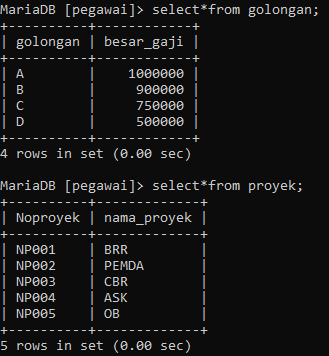 MariaDB [pegawai]> select*from golongan;
+----------+------------+
| golongan | besar_gaji |
+----------+------------+
| A        |    1000000 |
| B        |     900000 |
| C        |     750000 |
| D        |     500000 |
+----------+------------+
4 rows in set (0.00 sec)

MariaDB [pegawai]> select*from proyek;
+----------+-------------+
| Noproyek | nama_proyek |
+----------+-------------+
| NP001    | BRR         |
| NP002    | PEMDA       |
| NP003    | CBR         |
| NP004    | ASK         |
| NP005    | OB          |
+----------+-------------+
5 rows in set (0.00 sec)